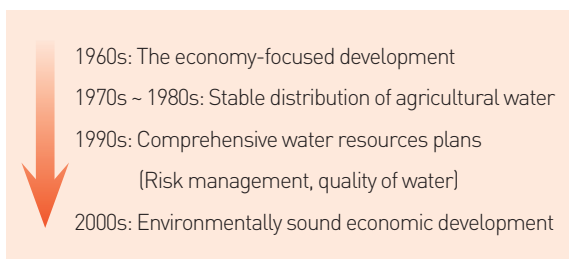 1960s: The economy-focused development
1970s ~ 1980s: Stable distribution of agricultural water
1990s: Comprehensive water resources plans
(Risk management, quality of water)
2000s: Environmentally sound economic development